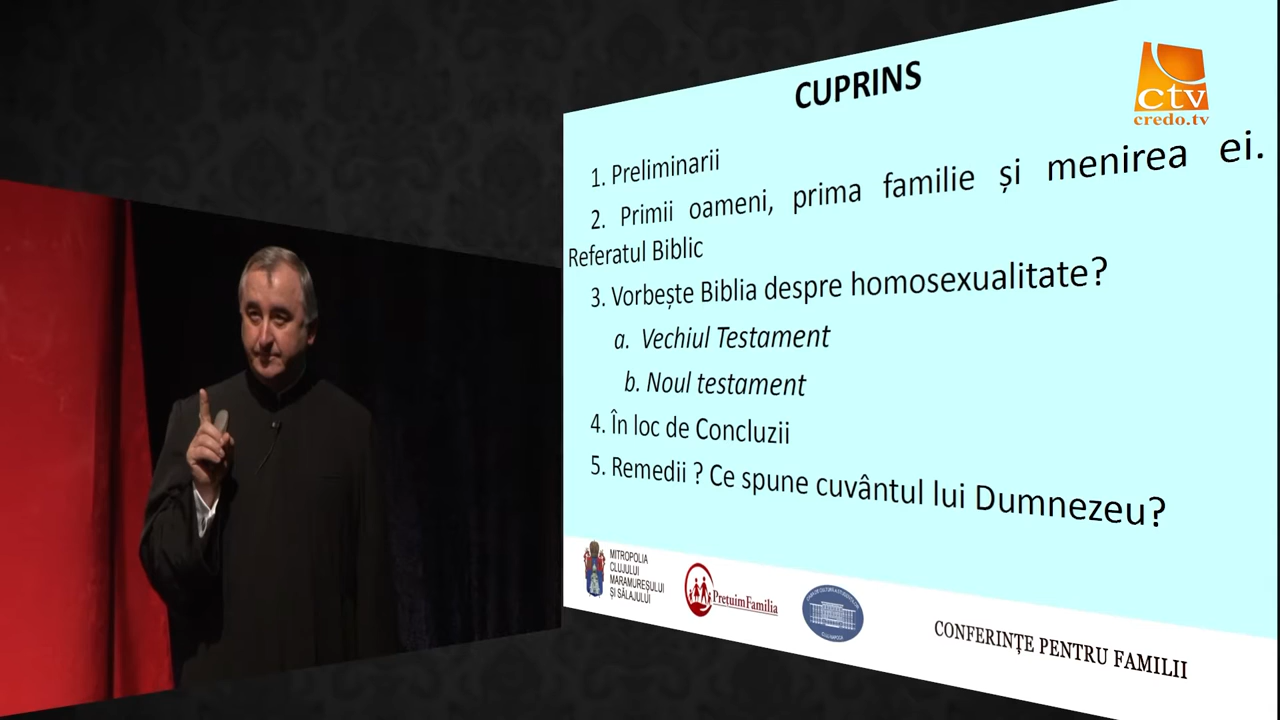 CUPRINS
ctv
credo.tv
1. Preliminarii
2. Primii oameni, prima familie și menirea ei.
Referatul Biblic
3. Vorbește Biblia despre homosexualitate?
a. Vechiul Testament
b. Noul testament
4. În loc de Concluzii
5. Remedii ? Ce spune cuvântul lui Dumnezeu?
MITROPOLIA
CLUJULUI
MARAMUREȘULUI
ȘI SĂLAJULUI
PretuimFamilia
CONFERINȚE PENTRU FAMILII